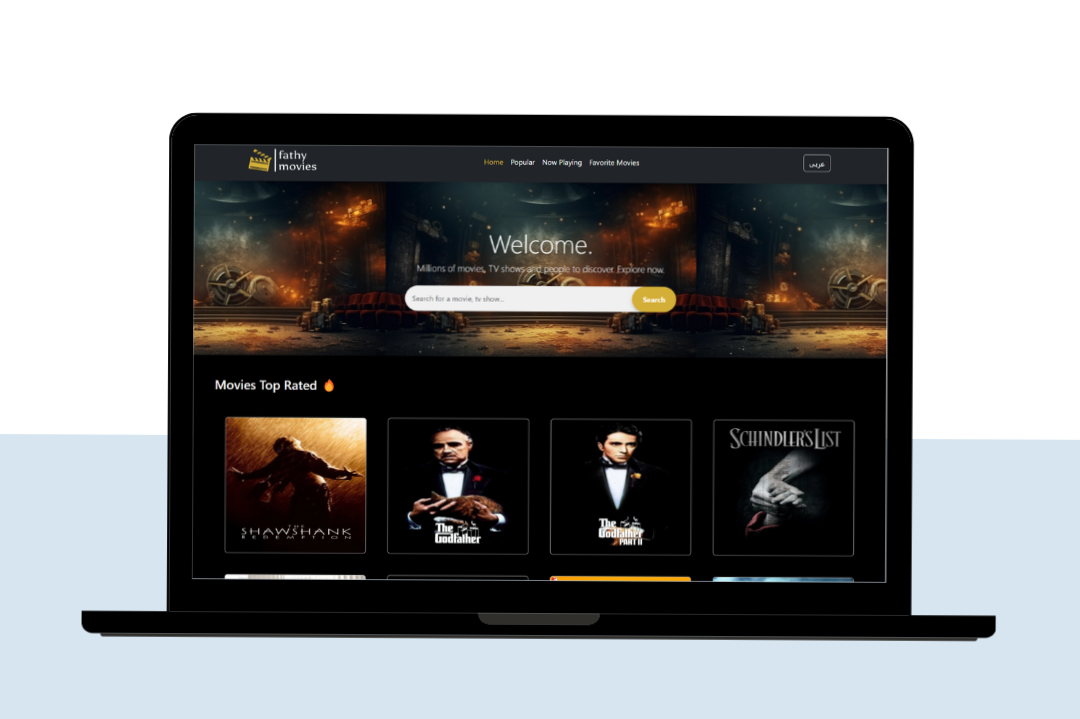 fathy
movies
Home Popular Now Playing Favorite Movies
عربى
Welcome.
Millions of movies, TV shows and people to discover. Explore now.
Search for a movie, tv show...
Search
Movies Top Rated 🔥
THE
SHAWSHANK
REDEMPTION
The
Godfather
The
Godfather
PART II
SCHINDLER'S LIST